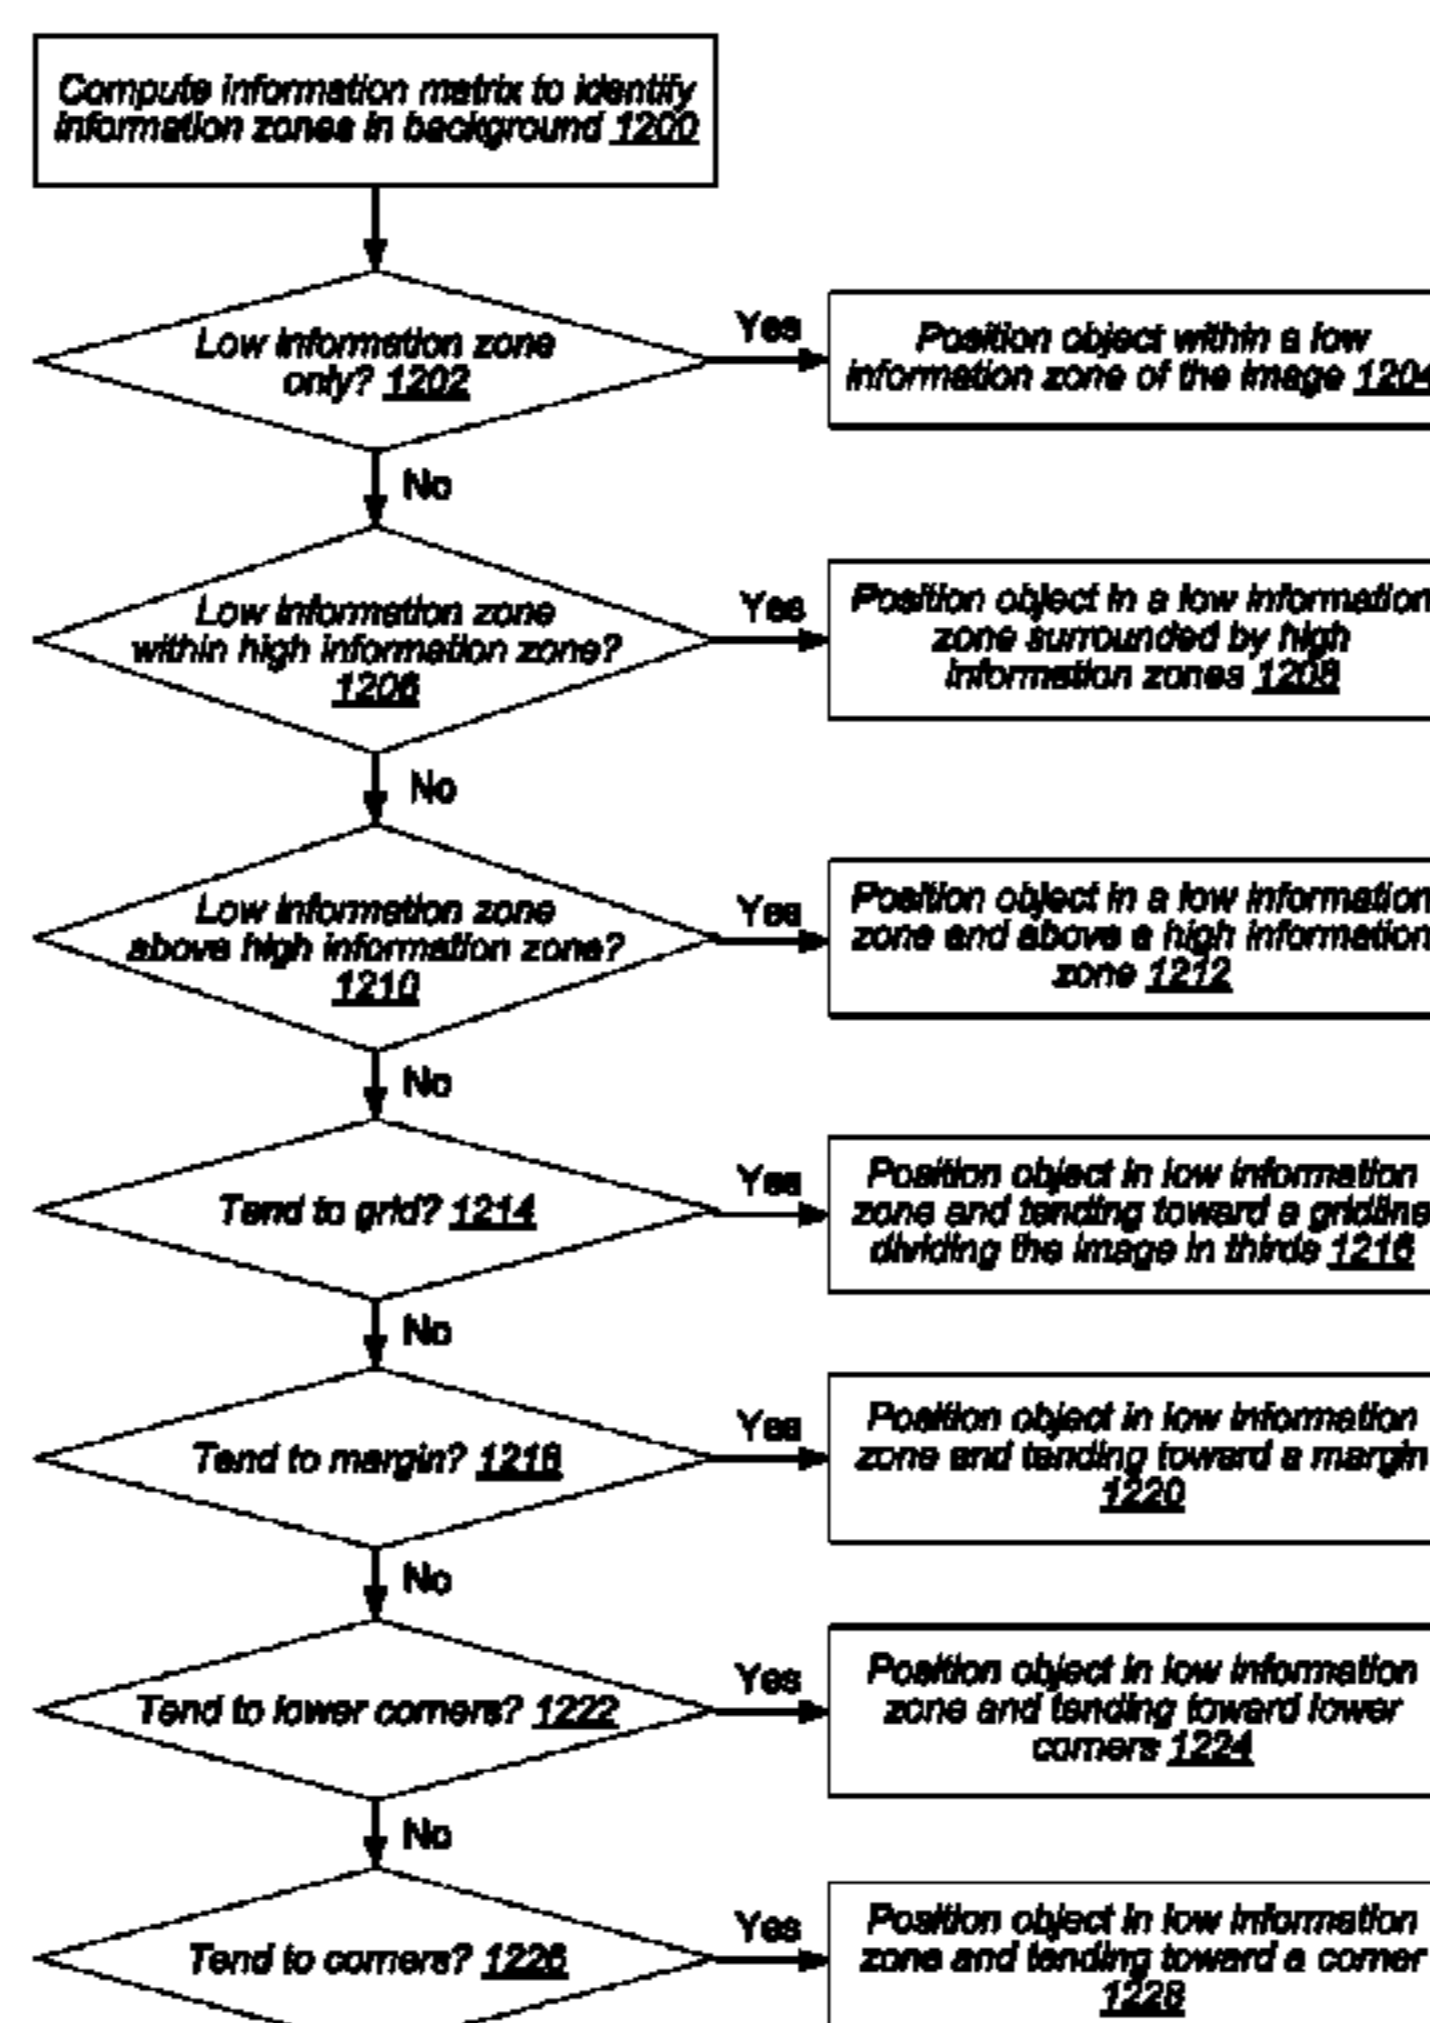 Compute information matrix to identify
information zones in background 1200
Low information zone
only? 1202
Yes
Position object within a low
information zone of the image 1204
No
Low information zone
within high information zone?
1206
Yes
Position object in a low information
zone surrounded by high
information zones 1208
No
Low information zone
above high information zone?
1210
Yes
Position object in a low information
zone and above a high information
zone 1212
No
Tend to grid? 1214
Yes
Position object in low information
zone and tending toward a gridline
dividing the image in thirds 1216
No
Tend to margin? 1218
Yes
Position object in low information
zone and tending toward a margin
1220
No
Tend to lower corners? 1222
Yes
Position object in low information
zone and tending toward lower
corners 1224
No
Tend to corners? 1226
Yes
Position object in low information
zone and tending toward a corner
1228